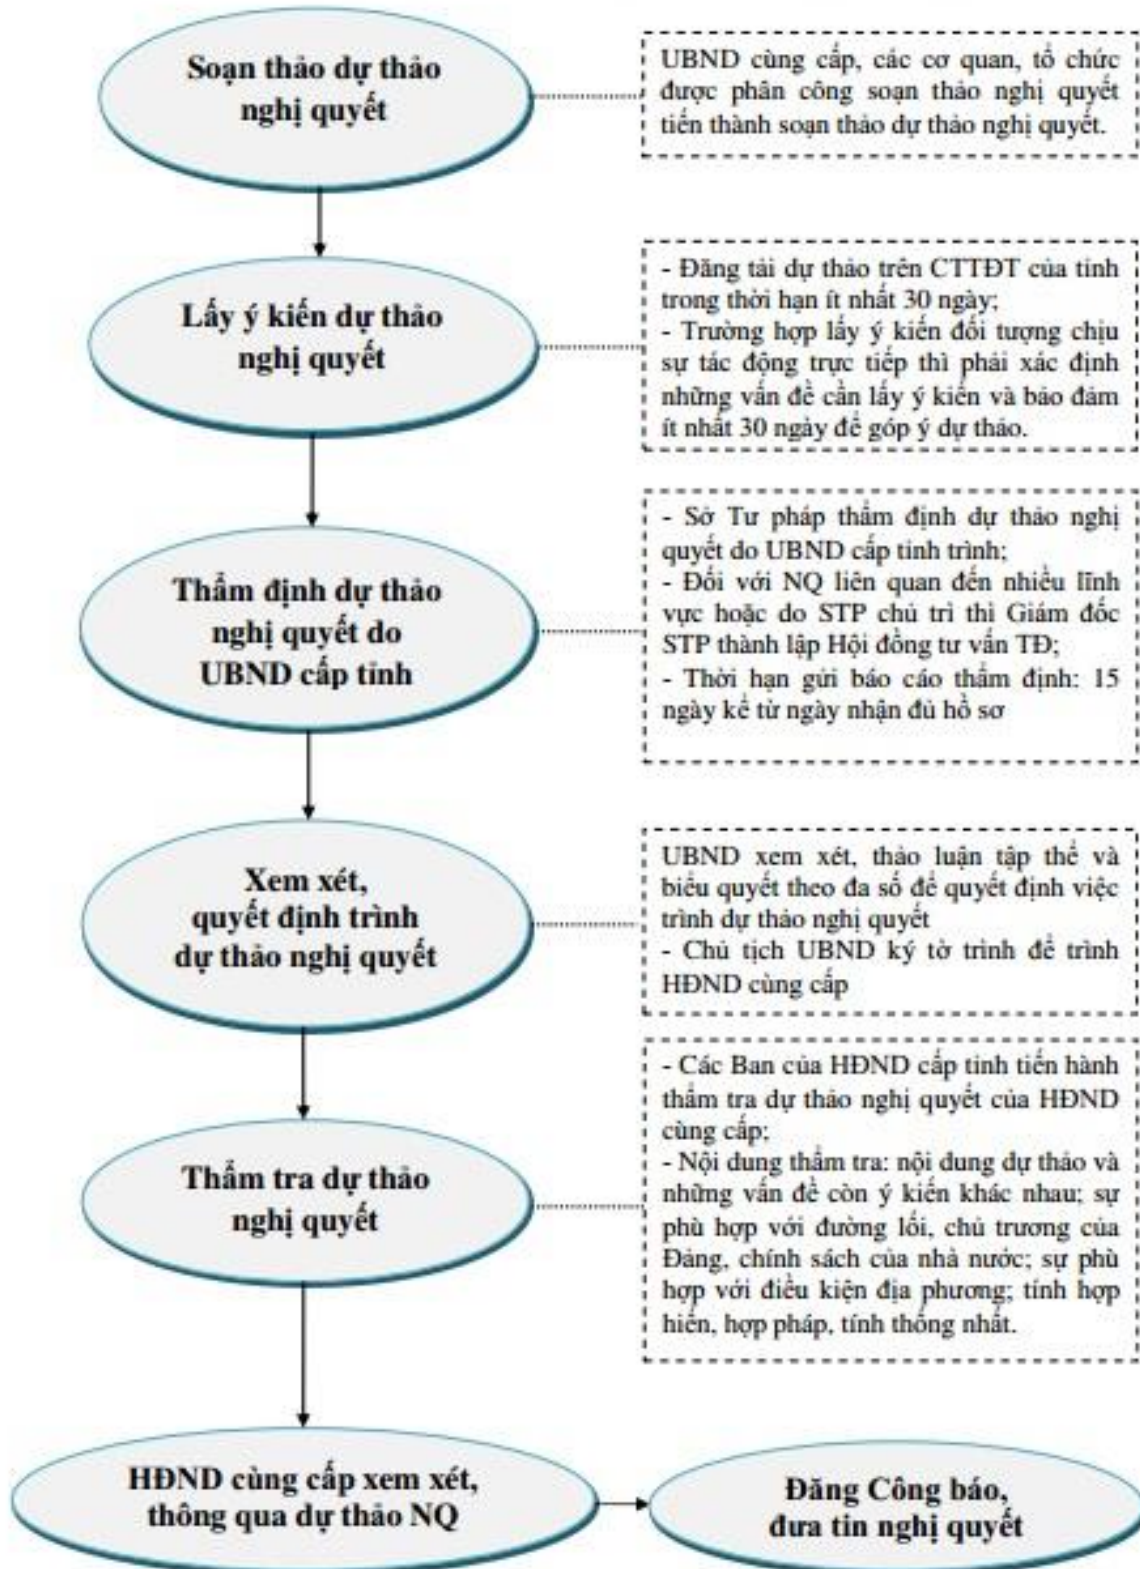 Soạn thảo dự thảo
nghị quyết
UBND cùng cấp, các cơ quan, tổ chức
được phân công soạn thảo nghị quyết
tiến thành soạn thảo dự thảo nghị quyết.
Lấy ý kiến dự thảo
nghị quyết
- Đăng tải dự thảo trên CTTĐT của tỉnh
trong thời hạn ít nhất 30 ngày;
- Trường hợp lấy ý kiến đối tượng chịu
sự tác động trực tiếp thì phải xác định
những vấn đề cần lấy ý kiến và bảo đảm
ít nhất 30 ngày để góp ý dự thảo.
Thẩm định dự thảo
nghị quyết do
UBND cấp tỉnh
- Sở Tư pháp thẩm định dự thảo nghị
quyết do UBND cấp tỉnh trình;
- Đối với NQ liên quan đến nhiều lĩnh
vực hoặc do STP chủ trì thì Giám đốc
STP thành lập Hội đồng tư vấn TĐ;
- Thời hạn gửi báo cáo thẩm định: 15
ngày kể từ ngày nhận đủ hồ sơ
Xem xét,
quyết định trình
dự thảo nghị quyết
UBND xem xét, thảo luận tập thể và
biểu quyết theo đa số để quyết định việc
trình dự thảo nghị quyết
- Chủ tịch UBND ký tờ trình để trình
HĐND cùng cấp
Thẩm tra dự thảo
nghị quyết
- Các Ban của HĐND cấp tỉnh tiến hành
thẩm tra dự thảo nghị quyết của HĐND
cùng cấp;
- Nội dung thẩm tra: nội dung dự thảo và
những vấn đề còn ý kiến khác nhau; sự
phù hợp với đường lối, chủ trương của
Đảng, chính sách của nhà nước; sự phù
hợp với điều kiện địa phương; tính hợp
hiến, hợp pháp, tính thống nhất.
HĐND cùng cấp xem xét,
thông qua dự thảo NQ
Đăng Công báo,
đưa tin nghị quyết